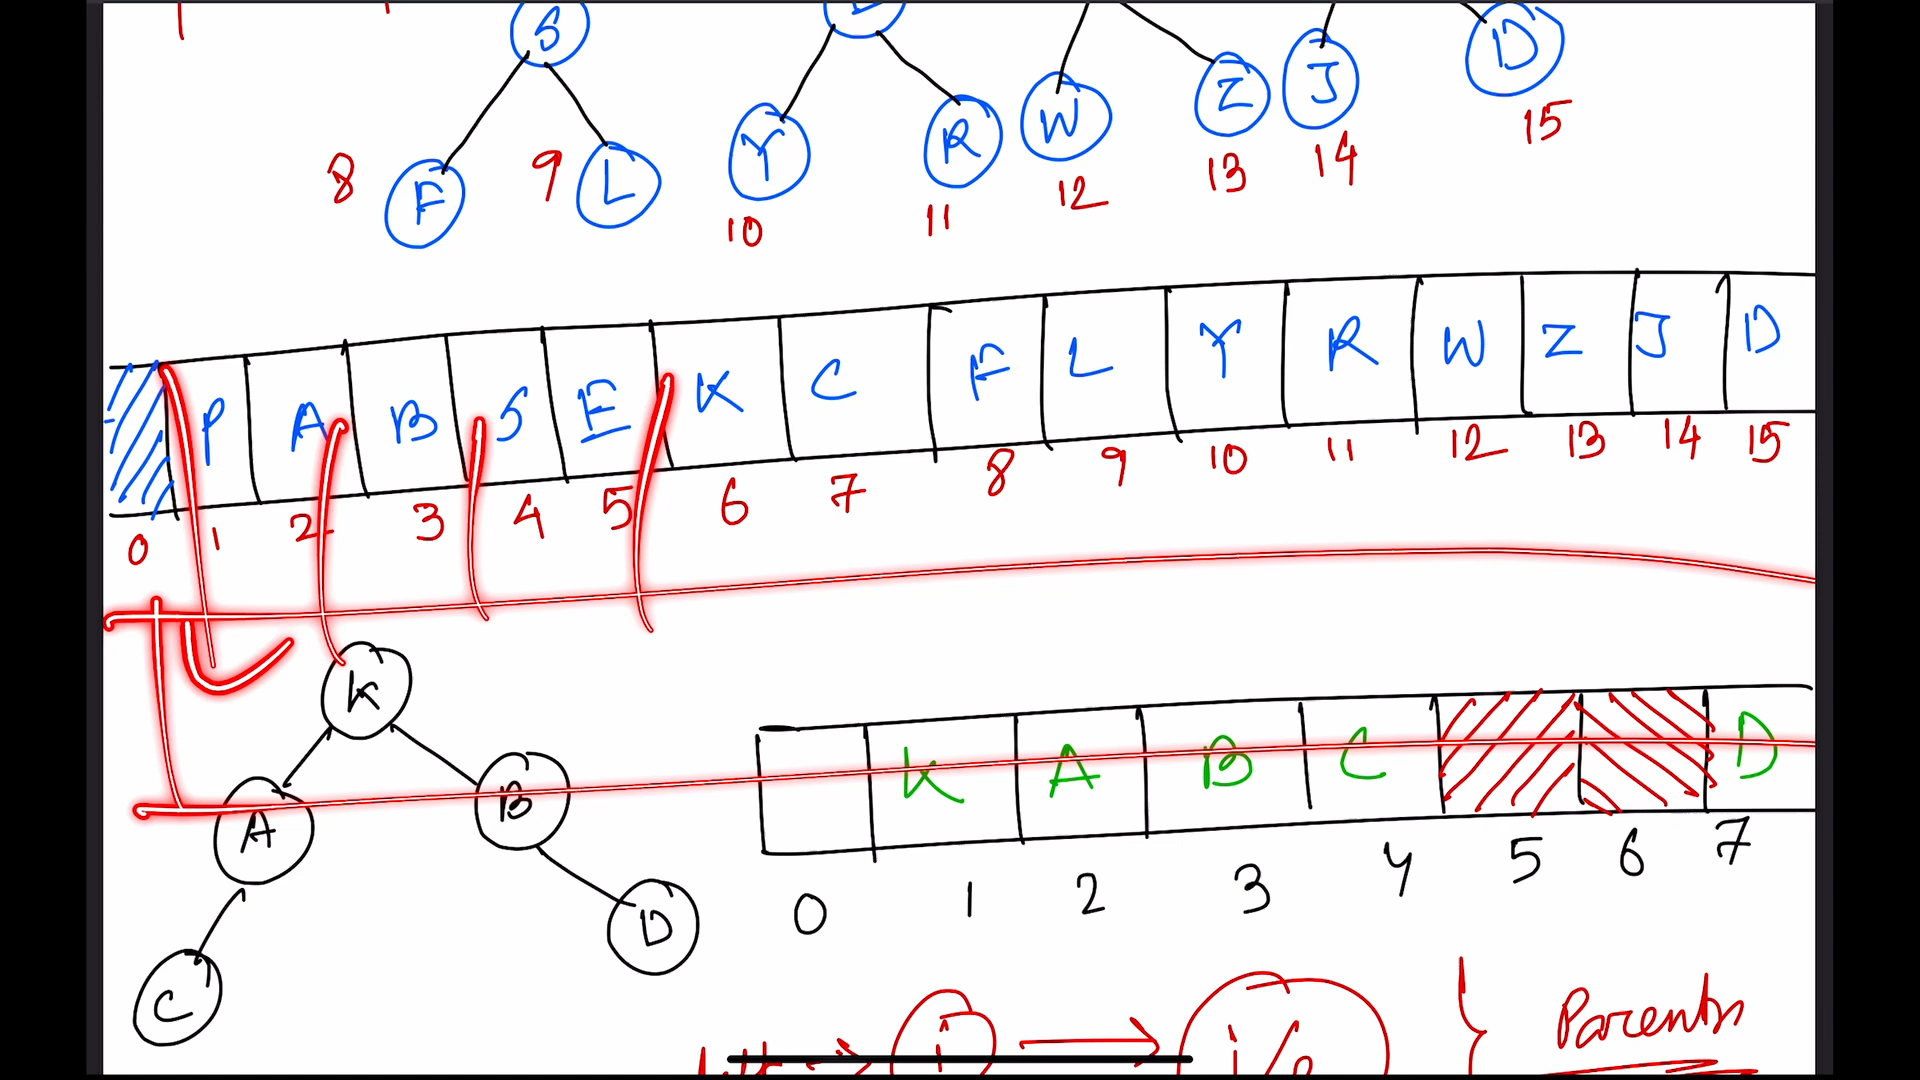 S
Z J D
W
Y R
F L
8 9 10 11 12 13 14 15
P A B S E K C F L Y R W Z J D
0 1 2 3 4 5 6 7 8 9 10 11 12 13 14 15
K
A B
C D
K A B C D
0 1 2 3 4 5 6 7
i Parents